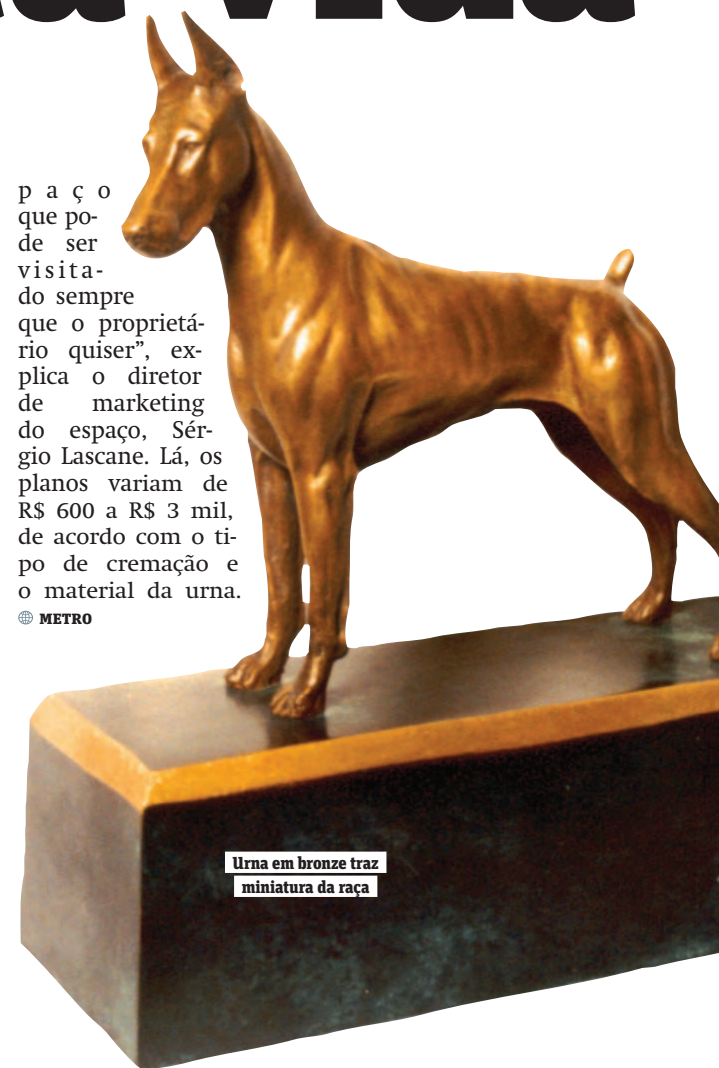 vida
p a ç o
que po-
de ser
visita-
do sempre
que o proprietá-
rio quiser”, ex-
plica o diretor
de marketing
do espaço, Sér-
gio Lascane. Lá, os
planos variam de
R$ 600 a R$ 3 mil,
de acordo com o ti-
po de cremação e
o material da urna.
METRO
Urna em bronze traz
miniatura da raça